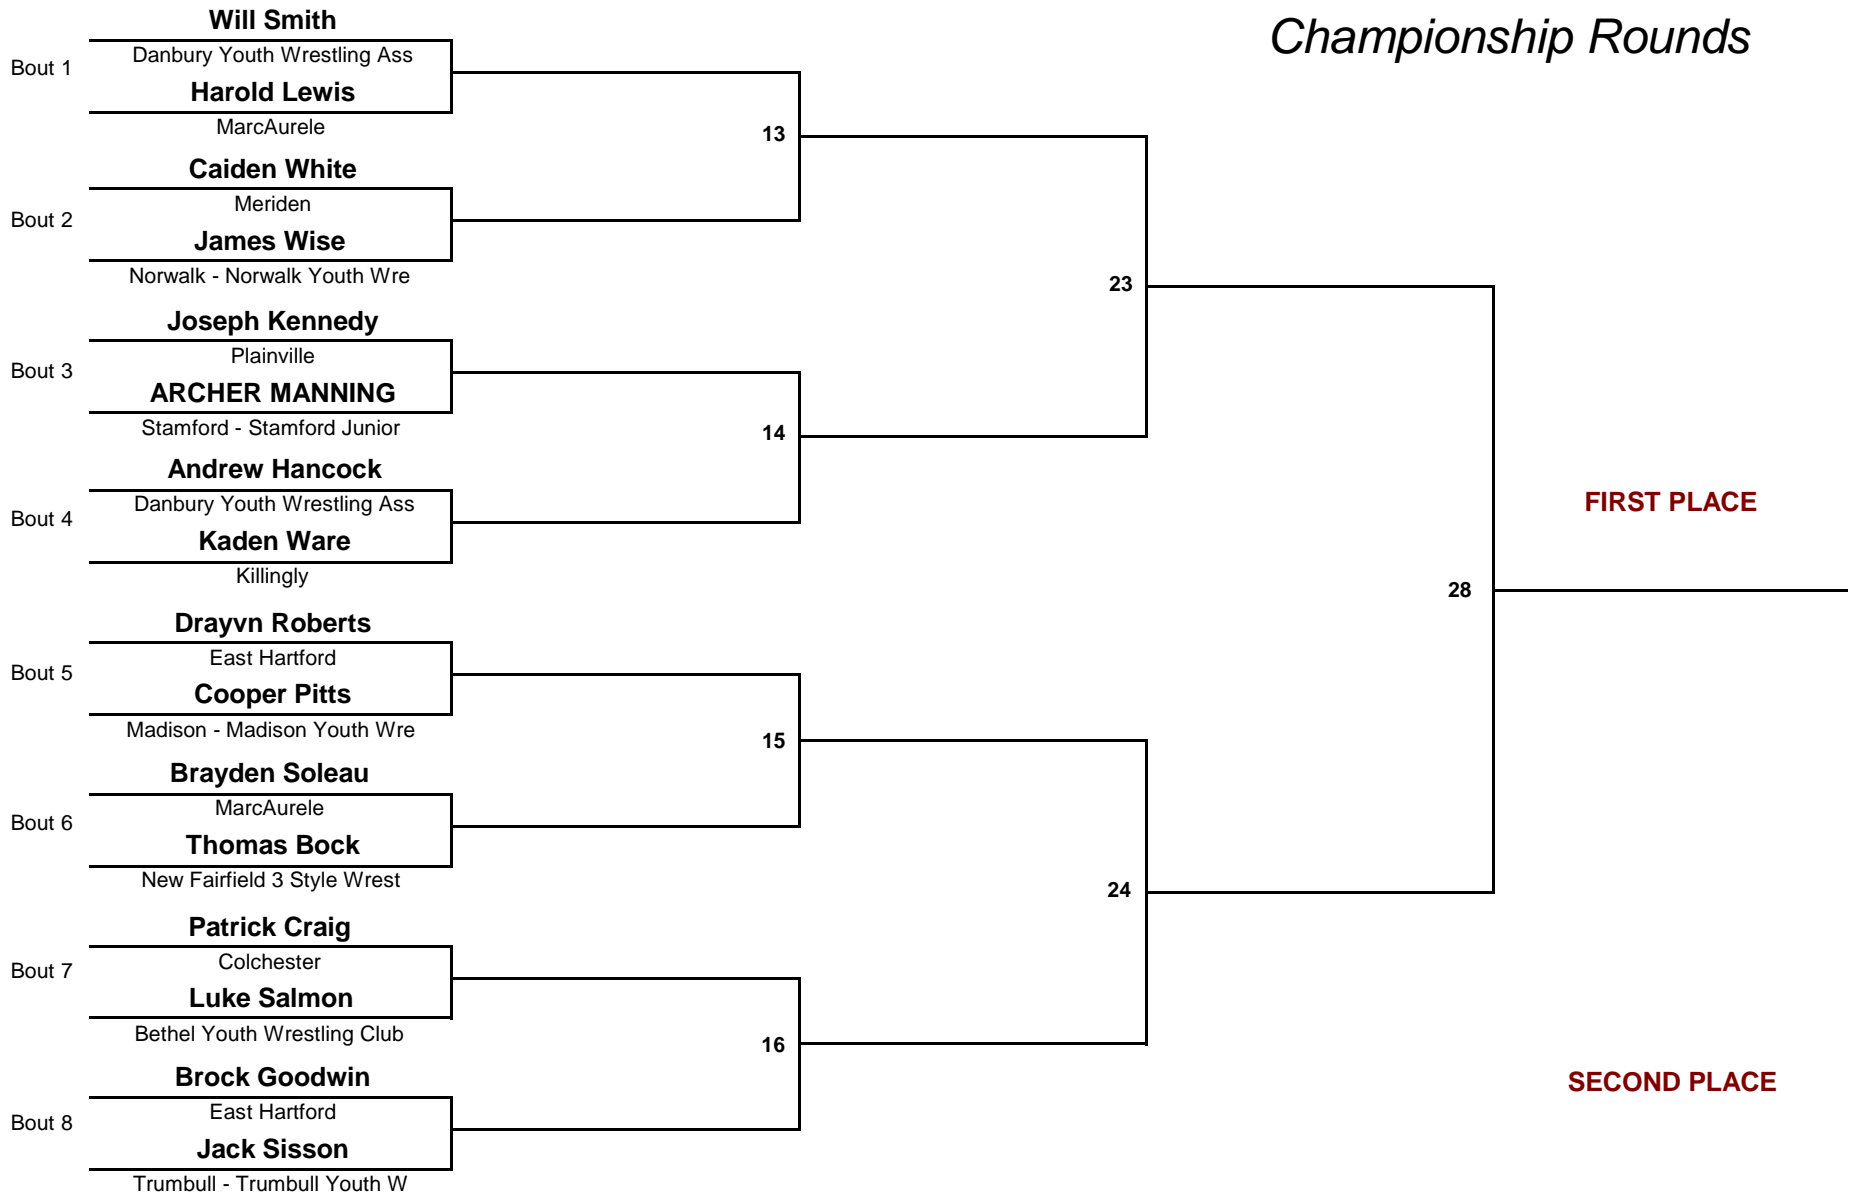 Championship Rounds
Will Smith
Danbury Youth Wrestling Ass
Bout 1
Harold Lewis
MarcAurele
13
Caiden White
Meriden
Bout 2
James Wise
Norwalk - Norwalk Youth Wre
23
Joseph Kennedy
Plainville
Bout 3
ARCHER MANNING
Stamford - Stamford Junior
14
Andrew Hancock
Danbury Youth Wrestling Ass
Bout 4
Kaden Ware
Killingly
FIRST PLACE
28
Drayvn Roberts
East Hartford
Bout 5
Cooper Pitts
Madison - Madison Youth Wre
15
Brayden Soleau
MarcAurele
Bout 6
Thomas Bock
New Fairfield 3 Style Wrest
24
Patrick Craig
Colchester
Bout 7
Luke Salmon
Bethel Youth Wrestling Club
16
Brock Goodwin
East Hartford
Bout 8
Jack Sisson
Trumbull - Trumbull Youth W
SECOND PLACE